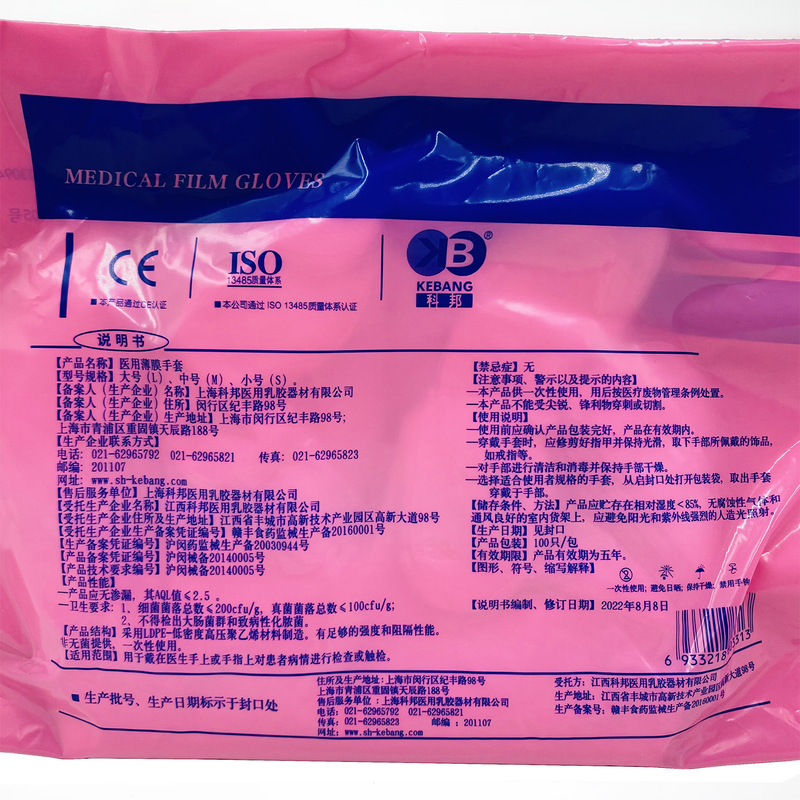 MEDICAL FILM GLOVES
CE
■本产品通过CE认证
ISO
13485质量体系
■本公司通过 ISO 13485质量体系认证
KB®
KEBANG
科邦
说明书
【产品名称】医用薄膜手套
【型号规格】大号(L)、中号(M)、小号(S)。
【备案人(生产企业)名称】上海科邦医用乳胶器材有限公司
【备案人(生产企业)住所】闵行区纪丰路98号
【备案人(生产企业)生产地址】上海市闵行区纪丰路98号;
上海市青浦区重固镇天辰路188号
【生产企业联系方式】
电话: 021-62965792 021-62965821 传真: 021-62965823
邮编: 201107
网址: www.sh-kebang.com
【售后服务单位】上海科邦医用乳胶器材有限公司
【受托生产企业名称】江西科邦医用乳胶器材有限公司
【受托生产企业住所及生产地址】江西省丰城市高新技术产业园区高新大道98号
【受托生产企业生产备案凭证编号】赣丰食药监械生产备20160001号
【生产备案凭证编号】沪闵药监械生产备20030944号
【产品备案凭证编号】沪闵械备20140005号
【产品技术要求编号】沪闵械备20140005号
【产品性能】
—产品应无渗漏，其AQL值≤2.5 。
—卫生要求: 1、细菌菌落总数≤200cfu/g, 真菌菌落总数≤100cfu/g;
2、不得检出大肠菌群和致病性化脓菌。
【产品结构】采用LDPE-低密度高压聚乙烯材料制造。有足够的强度和阻隔性能。
非无菌提供，一次性使用。
【适用范围】用于戴在医生手上或手指上对患者病情进行检查或触检。
【禁忌症】无
【注意事项、警示以及提示的内容】
—本产品供一次性使用，用后按医疗废物管理条例处置。
—本产品不能受尖锐、锋利物穿刺或切割。
【使用说明】
—使用前应确认产品包装完好，产品在有效期内。
—穿戴手套时，应修剪好指甲并保持光滑，取下手部所佩戴的饰品，
如戒指等。
—对手部进行清洁和消毒并保持手部干燥。
—选择适合使用者规格的手套，从启封口处打开包装袋，取出手套
穿戴于手部。
【储存条件、方法】产品应贮存在相对湿度＜85%，无腐蚀性气体和
通风良好的室内货架上，应避免阳光和紫外线强烈的人造光照射。
【生产日期】见封口
【产品包装】100只/包
【有效期限】产品有效期为五年。
【图形、符号、缩写解释】
一次性使用; 避免日晒; 保持干燥; 禁用手钩
【说明书编制、修订日期】2022年8月8日
■ 生产批号、生产日期标示于封口处
住所及生产地址: 上海市闵行区纪丰路98号
上海市青浦区重固镇天辰路188号
售后服务单位: 上海科邦医用乳胶器材有限公司
电话: 021-62965792 021-62965821
传真: 021-62965823 邮编: 201107
网址: www.sh-kebang.com
受托方: 江西科邦医用乳胶器材有限公司
生产地址: 江西省丰城市高新技术产业园区高新大道98号
生产备案号: 赣丰食药监械生产备20160001号